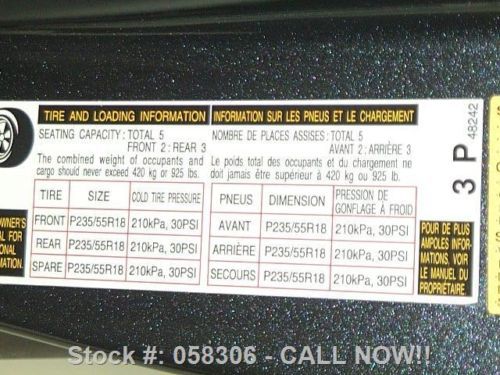 TIRE AND LOADING INFORMATION
SEATING CAPACITY: TOTAL 5
FRONT 2: REAR 3
The combined weight of occupants and
cargo should never exceed 420 kg or 925 lb.
TIRE SIZE COLD TIRE PRESSURE
FRONT P235/55R18 210kPa, 30PSI
REAR P235/55R18 210kPa, 30PSI
SPARE P235/55R18 210kPa, 30PSI
INFORMATION SUR LES PNEUS ET LE CHARGEMENT
NOMBRE DE PLACES ASSISES: TOTAL 5
AVANT 2: ARRIÈRE 3
Le poids total des occupants et du chargement ne
doit jamais être supérieur à 420 kg ou 925 lb.
PNEUS DIMENSION PRESSION DE
GONFLAGE À FROID
AVANT P235/55R18 210kPa, 30PSI
ARRIÈRE P235/55R18 210kPa, 30PSI
SECOURS P235/55R18 210kPa, 30PSI
3 P
48242
OWNER'S
FOR
POUR DE PLUS
AMPLES INFOR-
MATIONS, VOIR
LE MANUEL DU
PROPRIÉTAIRE
Stock #: 058306 - CALL NOW!!